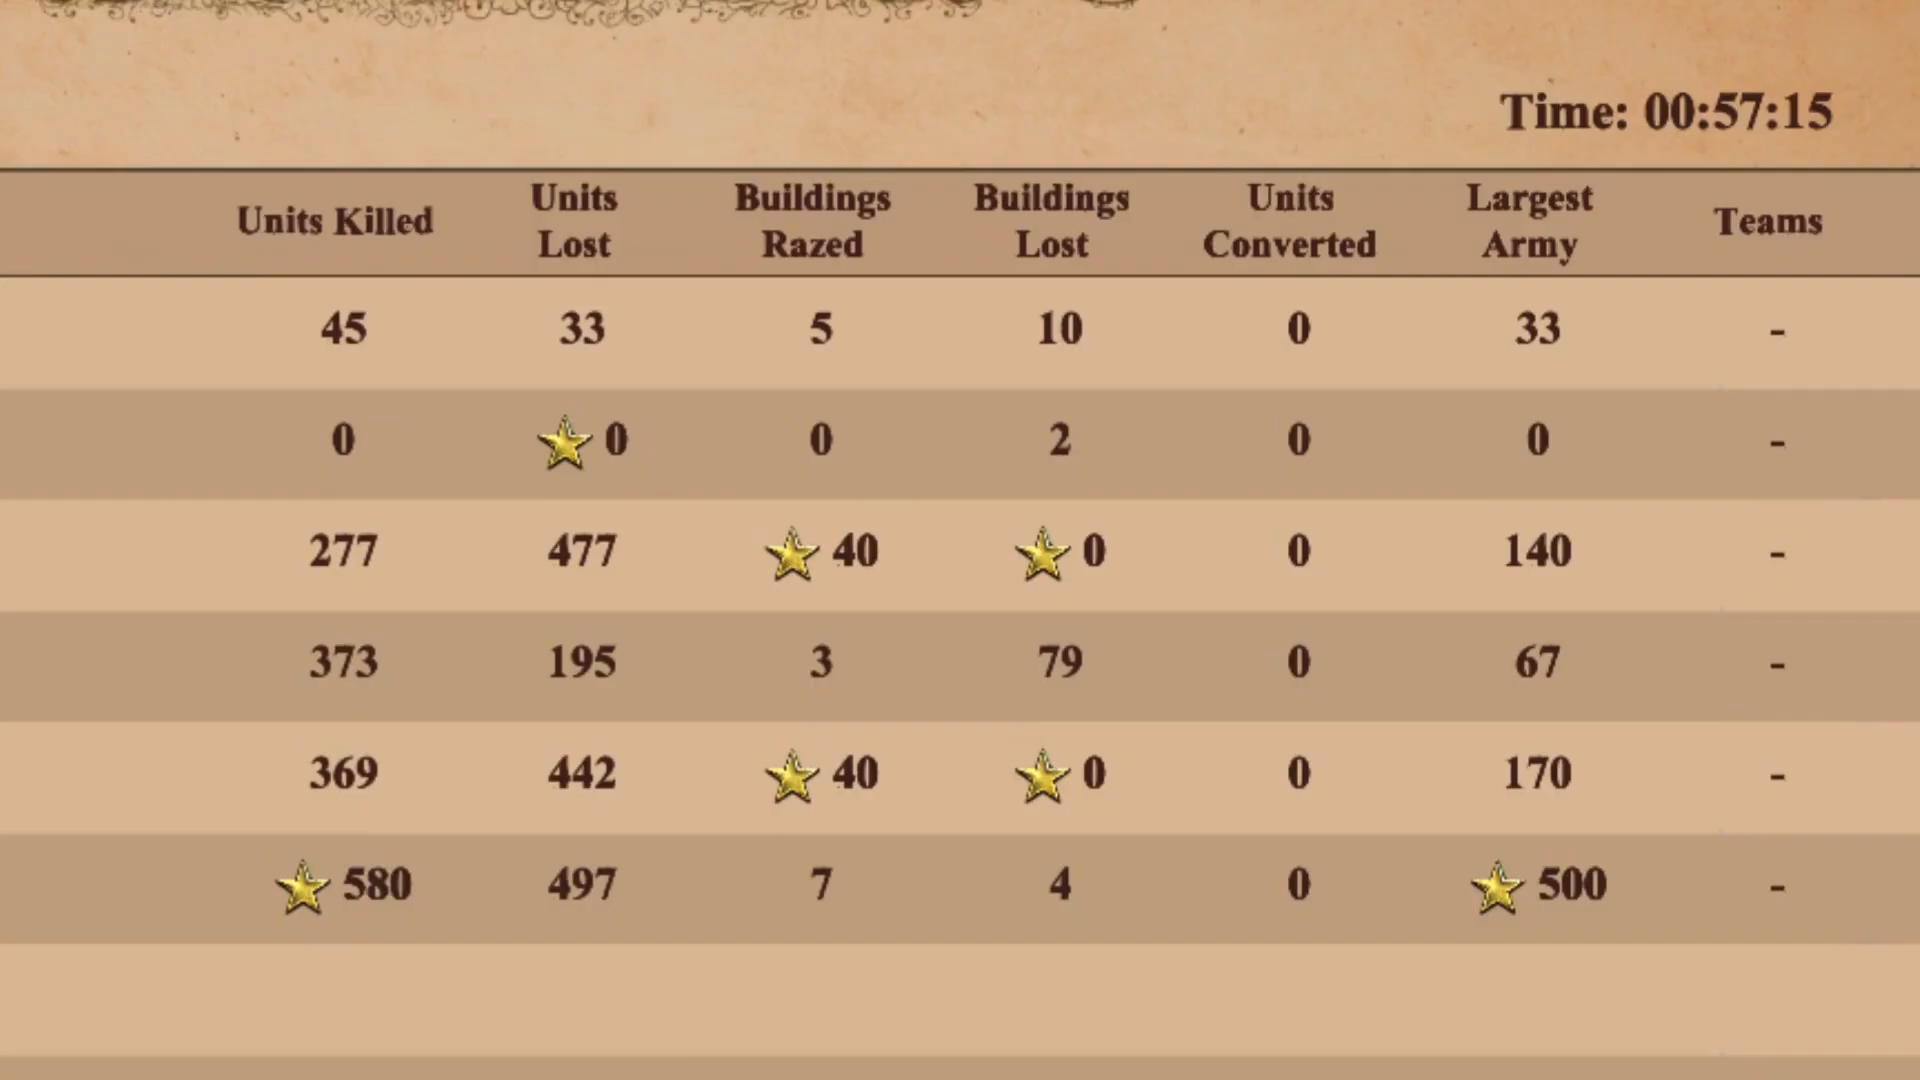 Time: 00:57:15
Units Killed Units Lost Buildings Razed Buildings Lost Units Converted Largest Army Teams
45 33 5 10 0 33 -
0 0 0 2 0 0 -
277 477 40 0 0 140 -
373 195 3 79 0 67 -
369 442 40 0 0 170 -
580 497 7 4 0 500 -